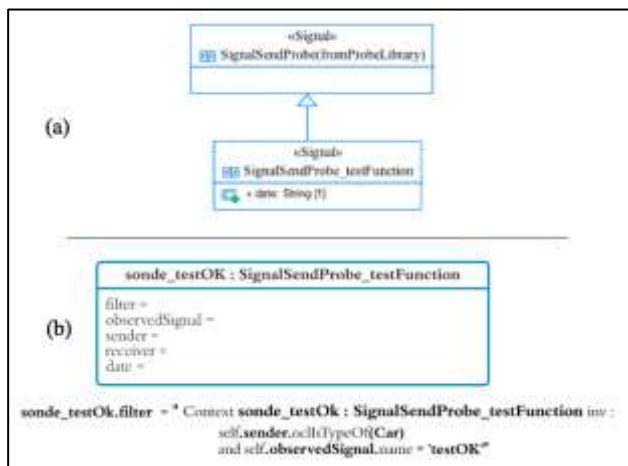 «Signal»
SignalSendProbe(fromProbeLibrary)
(a)
«Signal»
SignalSendProbe_testFunction
+ date: String [1]
sonde_testOK : SignalSendProbe_testFunction
(b)
filter =
observedSignal =
sender =
receiver =
date =
sonde_testOk.filter = " Context sonde_testOk : SignalSendProbe_testFunction inv :
self.sender.oclIsTypeOf(Car)
and self.observedSignal.name = 'testOK'"